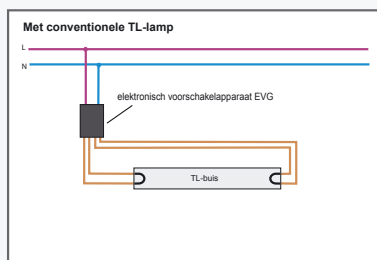 Met conventionele TL-lamp
L
N
elektronisch voorschakelapparaat EVG
TL-buis